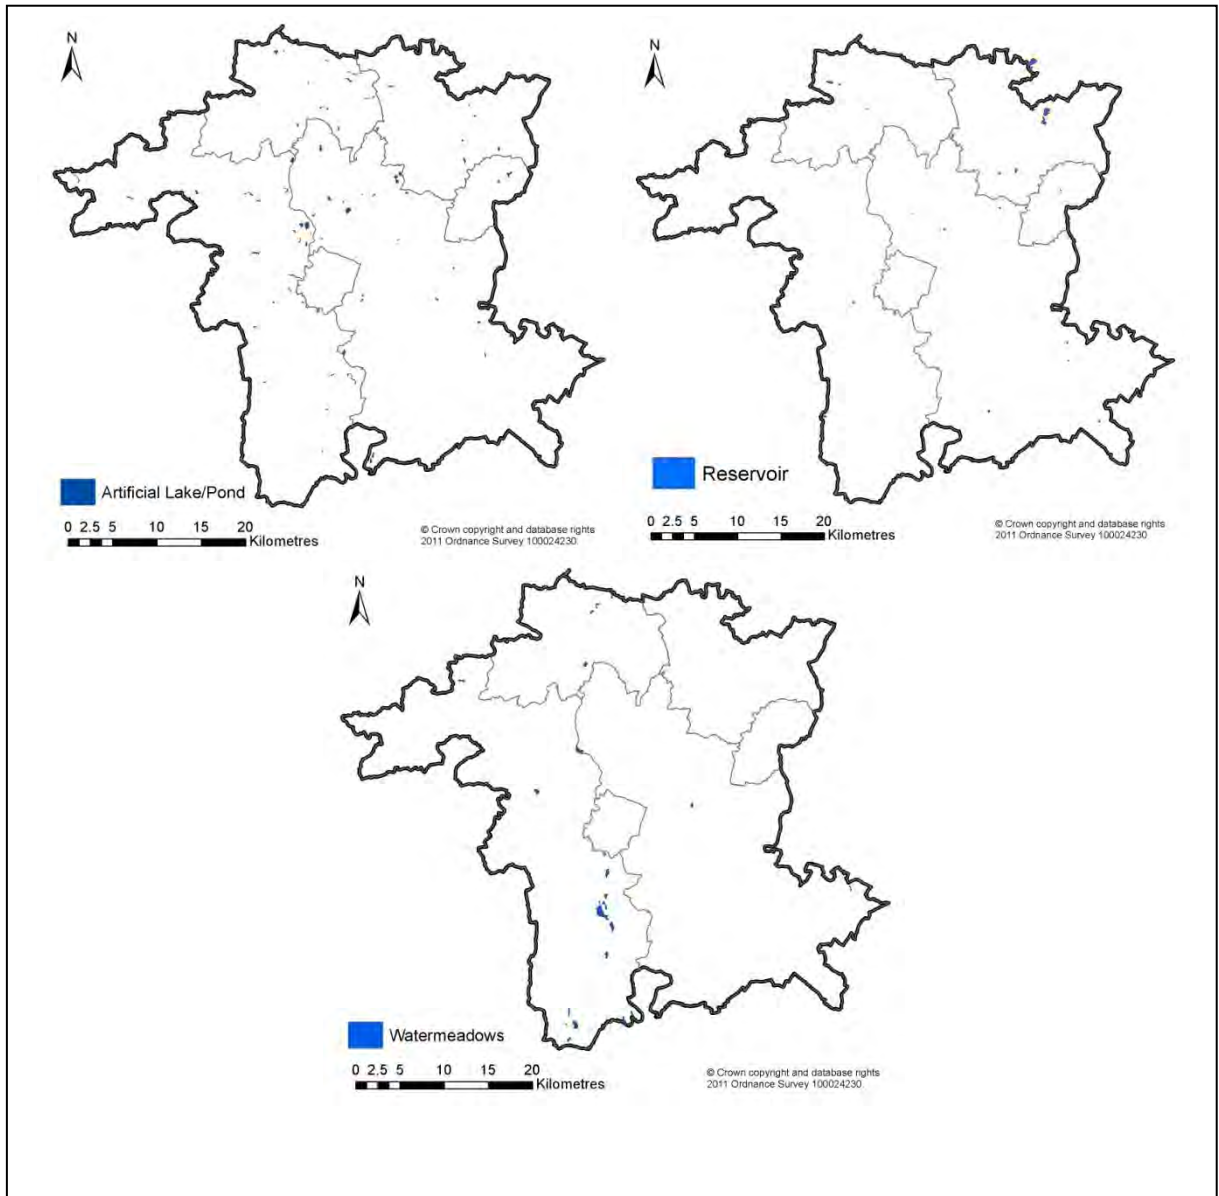 N
Artificial Lake/Pond
0 2.5 5 10 15 20
Kilometres
© Crown copyright and database rights
2011 Ordnance Survey 100024230
N
Reservoir
0 2.5 5 10 15 20
Kilometres
© Crown copyright and database rights
2011 Ordnance Survey 100024230
N
Watermeadows
0 2.5 5 10 15 20
Kilometres
© Crown copyright and database rights
2011 Ordnance Survey 100024230